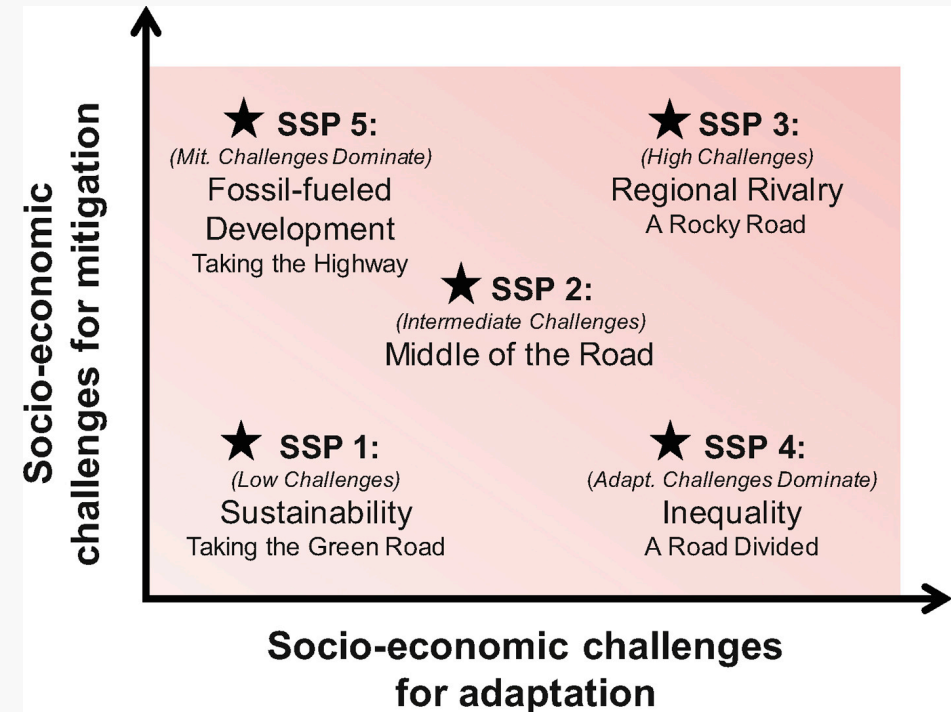 Socio-economic
challenges for mitigation
SSP 5:
(Mit. Challenges Dominate)
Fossil-fueled
Development
Taking the Highway
SSP 3:
(High Challenges)
Regional Rivalry
A Rocky Road
SSP 2:
(Intermediate Challenges)
Middle of the Road
SSP 1:
(Low Challenges)
Sustainability
Taking the Green Road
SSP 4:
(Adapt. Challenges Dominate)
Inequality
A Road Divided
Socio-economic challenges
for adaptation